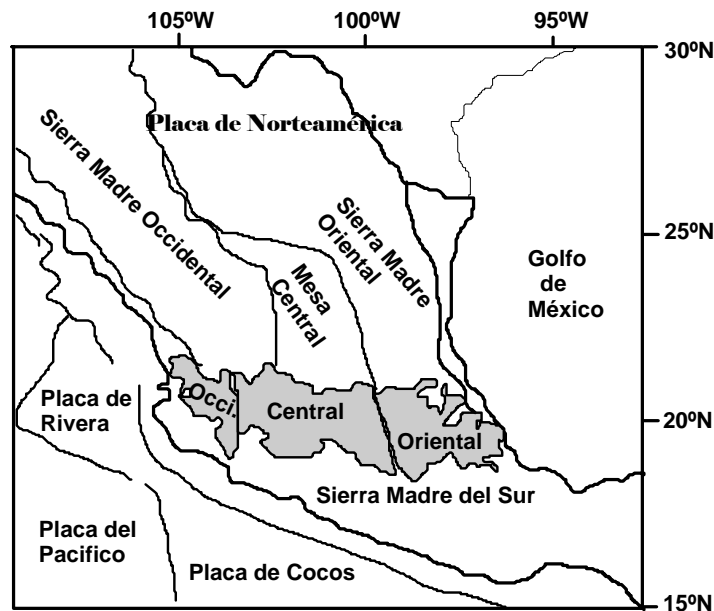 105ºW
100ºW
95ºW
30ºN
Placa de Norteamérica
Sierra Madre Occidental
Sierra Madre
Oriental
25ºN
Mesa
Central
Golfo
de
México
Occi.
Central
Oriental
Placa de
Rivera
20ºN
Sierra Madre del Sur
Placa del
Pacifico
Placa de Cocos
15ºN